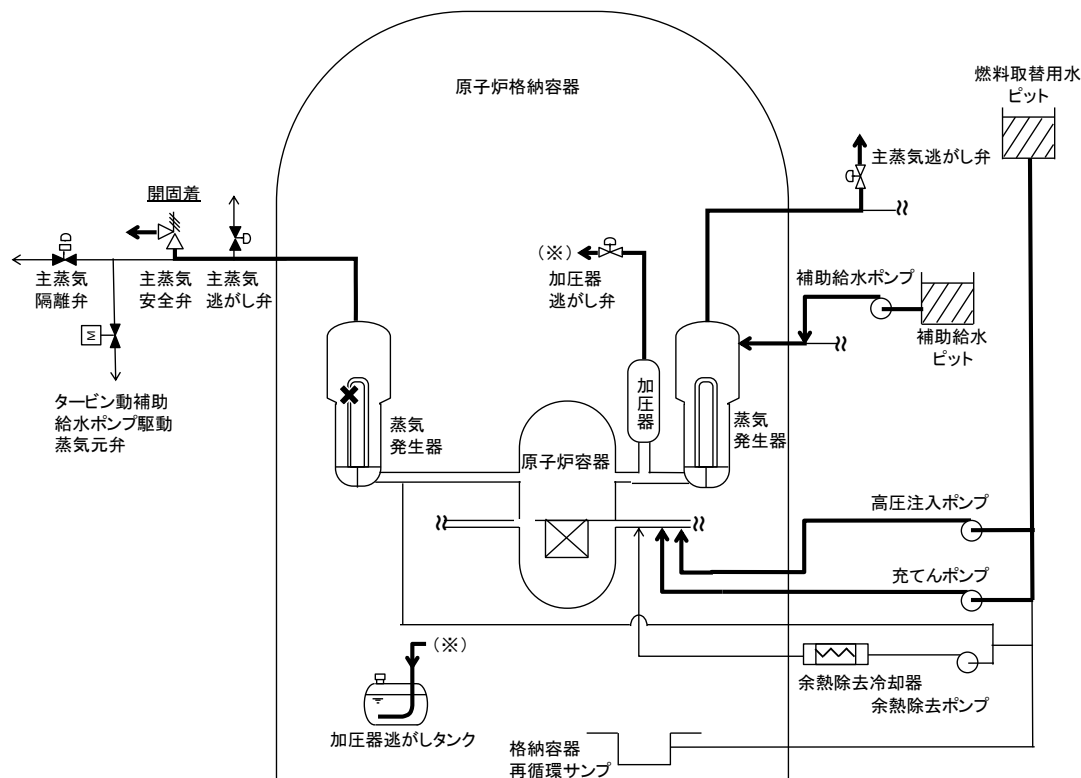 原子炉格納容器
燃料取替用水
ピット
主蒸気逃がし弁
開固着
(※)
加圧器
逃がし弁
補助給水ポンプ
主蒸気
隔離弁
主蒸気
安全弁
主蒸気
逃がし弁
補助給水
ピット
M
加圧器
タービン動補助
給水ポンプ駆動
蒸気元弁
蒸気
発生器
蒸気
発生器
原子炉容器
高圧注入ポンプ
充てんポンプ
(※)
余熱除去冷却器
余熱除去ポンプ
加圧器逃がしタンク
格納容器
再循環サンプ